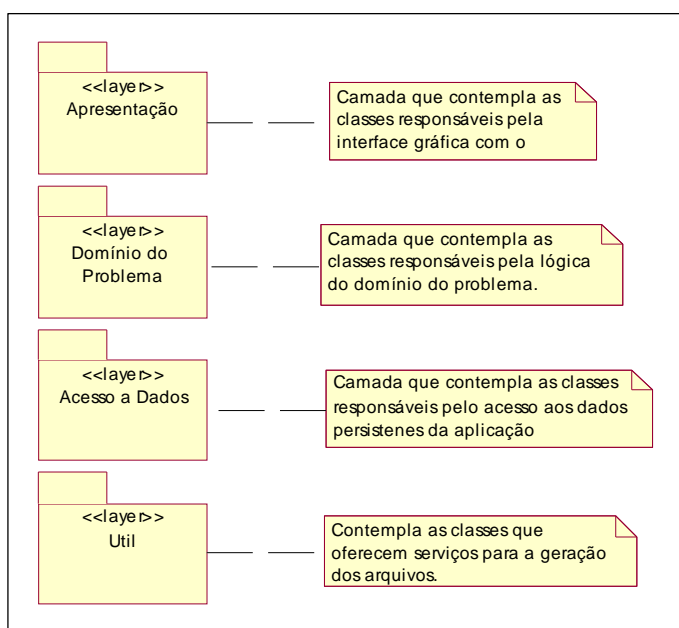 <<layer>>
Apresentação
Camada que contempla as
classes responsáveis pela
interface gráfica com o
<<layer>>
Domínio do
Problema
Camada que contempla as
classes responsáveis pela lógica
do domínio do problema.
<<layer>>
Acesso a Dados
Camada que contempla as classes
responsáveis pelo acesso aos dados
persistenes da aplicação
<<layer>>
Util
Contempla as classes que
oferecem serviços para a geração
dos arquivos.